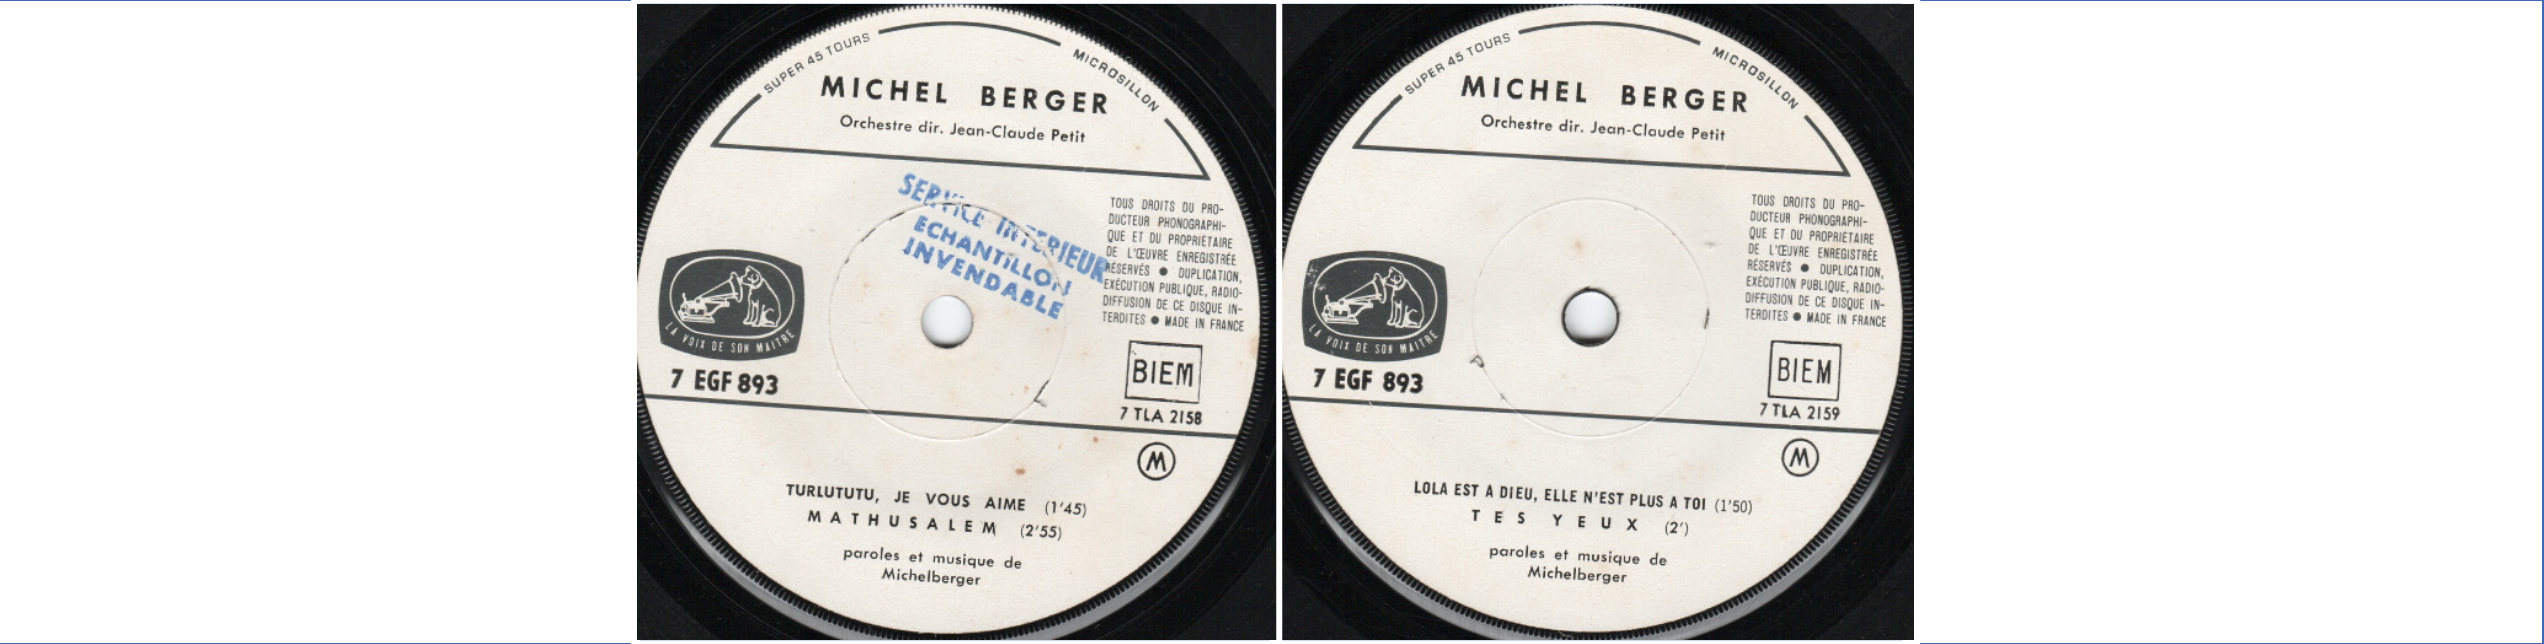 SUPER 45 TOURS
MICROSILLON
MICHEL BERGER
Orchestre dir. Jean-Claude Petit
SERVICE INTERIEUR
ECHANTILLON
INVENDABLE
TOUS DROITS DU PRO-
DUCTEUR PHONOGRAPHI-
QUE ET DU PROPRIÉTAIRE
DE L'ŒUVRE ENREGISTRÉE
RÉSERVÉS ● DUPLICATION,
EXÉCUTION PUBLIQUE, RADIO-
DIFFUSION DE CE DISQUE IN-
TERDITES ● MADE IN FRANCE
LA VOIX DE SON MAITRE
7 EGF 893
BIEM
7 TLA 2158
M
TURLUTUTU, JE VOUS AIME (1'45)
MATHUSALEM (2'55)
paroles et musique de
Michelberger
SUPER 45 TOURS
MICROSILLON
MICHEL BERGER
Orchestre dir. Jean-Claude Petit
TOUS DROITS DU PRO-
DUCTEUR PHONOGRAPHI-
QUE ET DU PROPRIÉTAIRE
DE L'ŒUVRE ENREGISTRÉE
RÉSERVÉS ● DUPLICATION,
EXÉCUTION PUBLIQUE, RADIO-
DIFFUSION DE CE DISQUE IN-
TERDITES ● MADE IN FRANCE
LA VOIX DE SON MAITRE
7 EGF 893
BIEM
7 TLA 2159
M
LOLA EST A DIEU, ELLE N'EST PLUS A TOI (1'50)
TES YEUX (2')
paroles et musique de
Michelberger